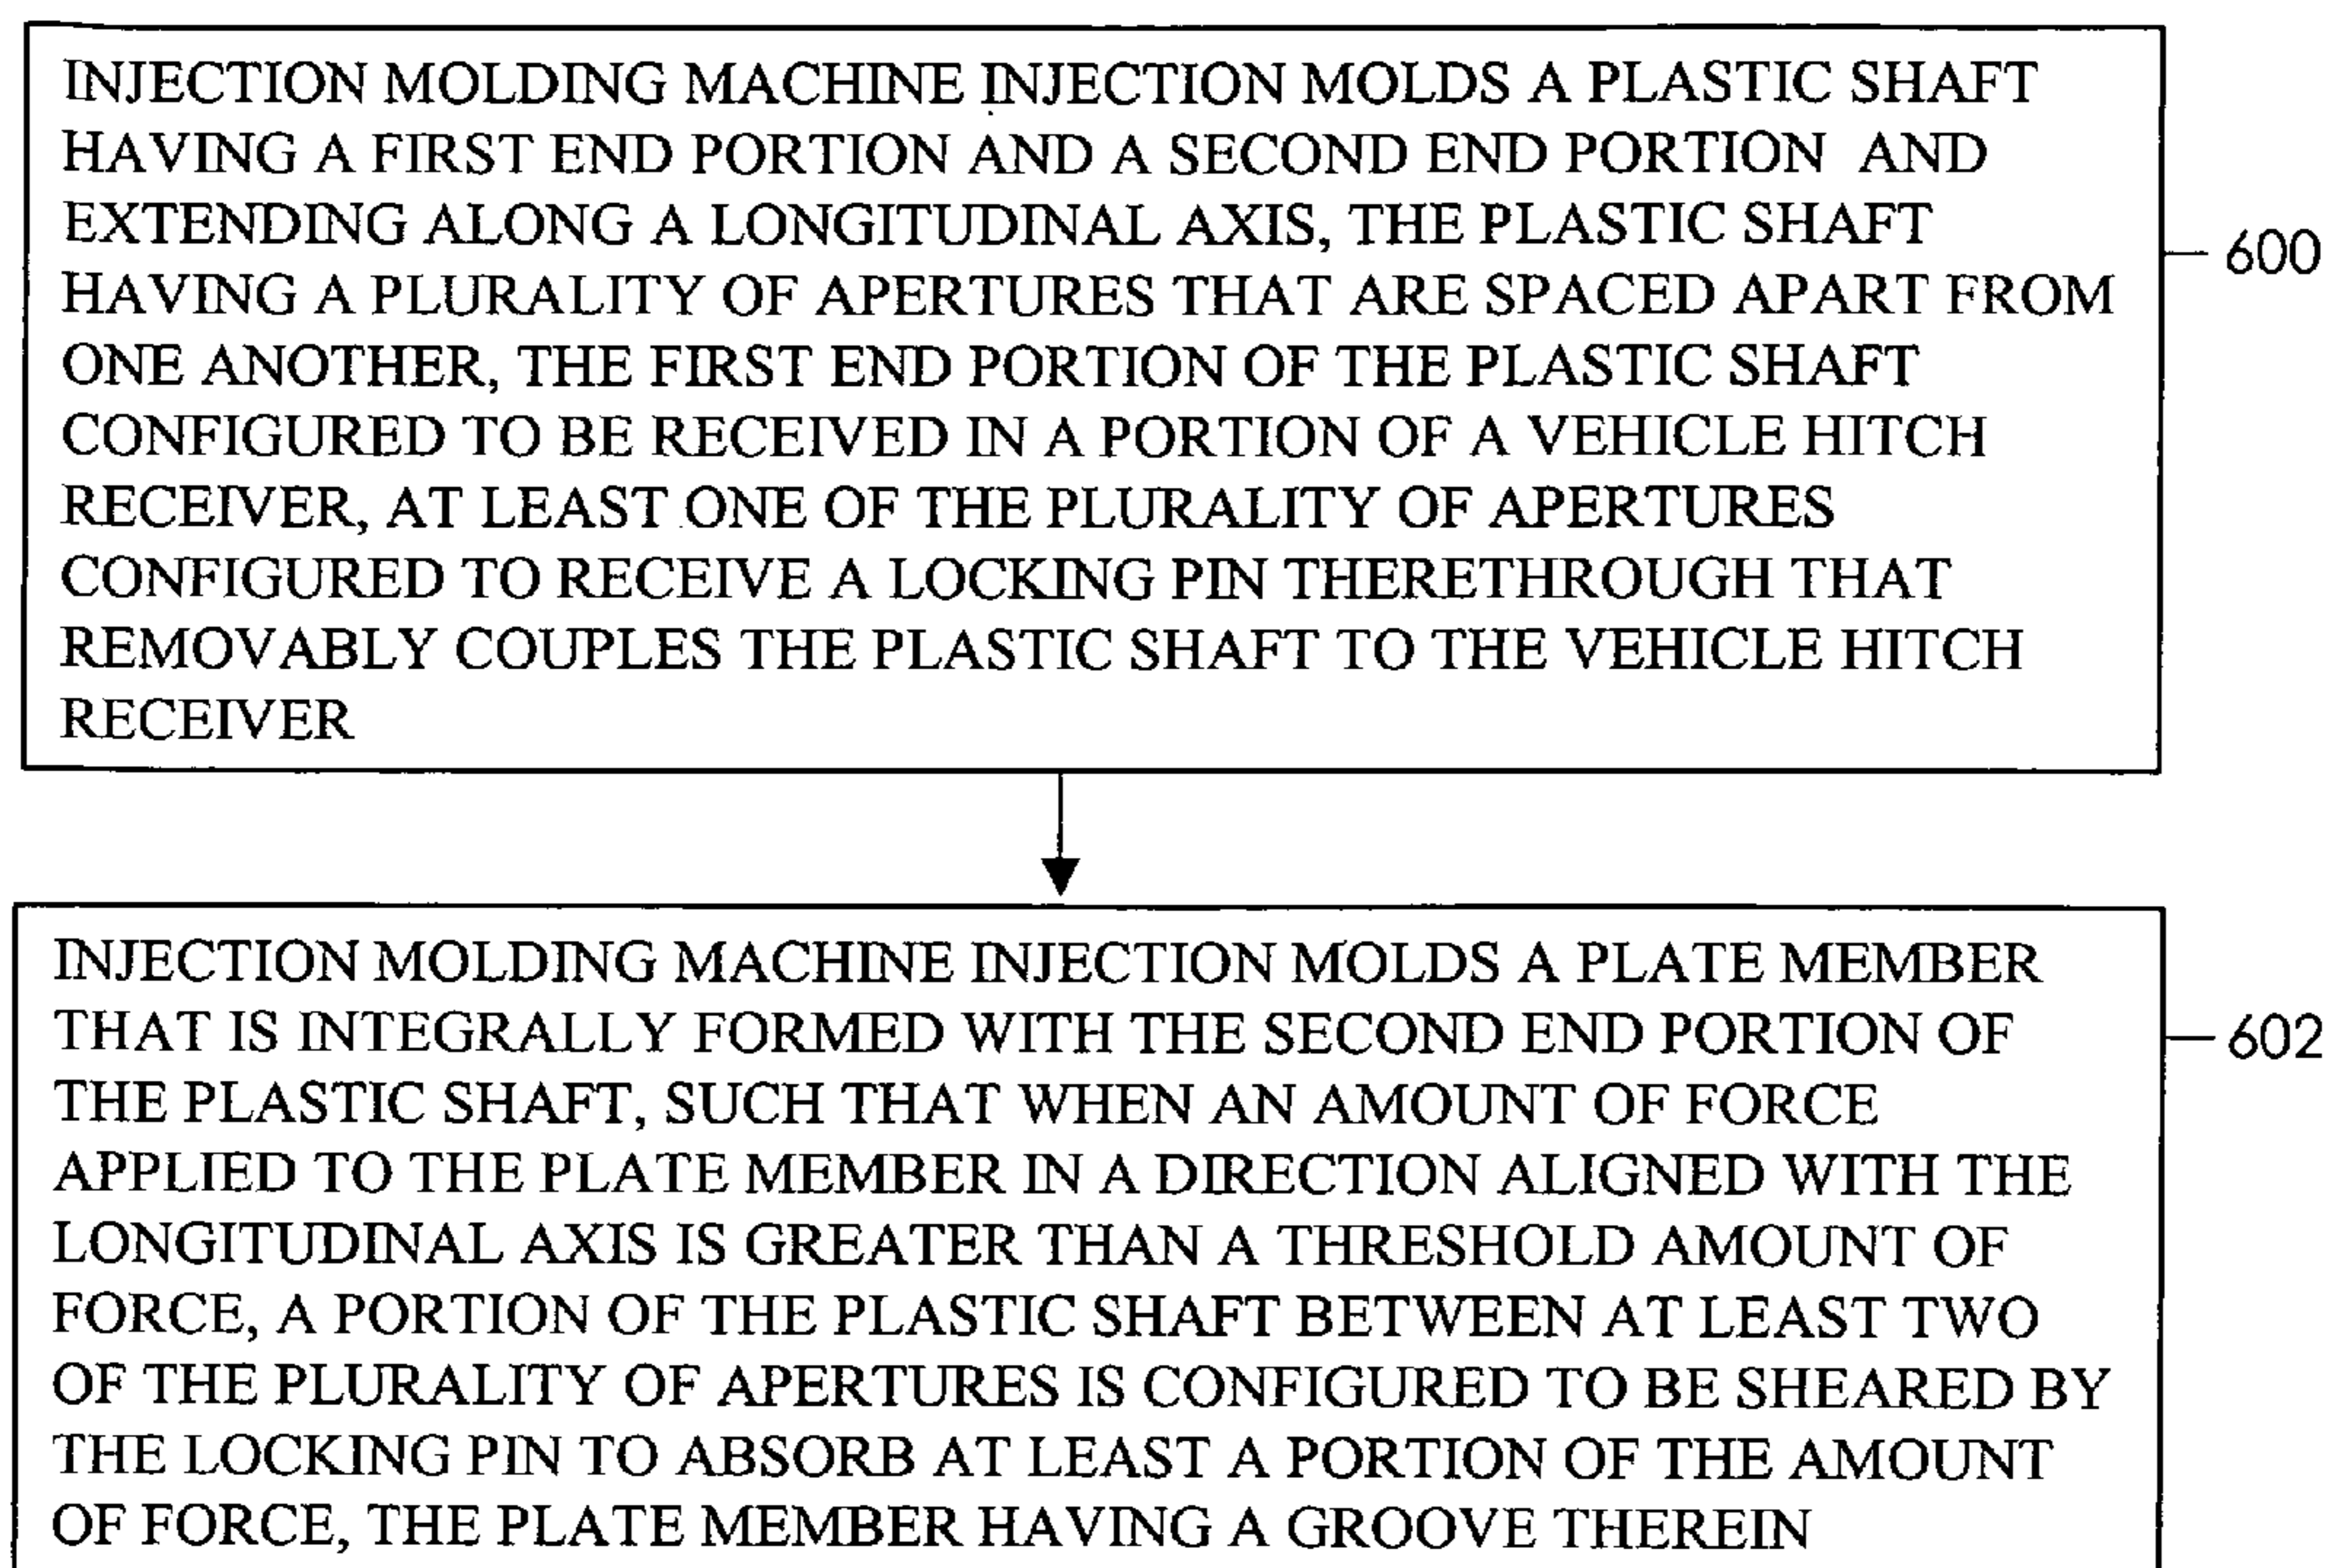 INJECTION MOLDING MACHINE INJECTION MOLDS A PLASTIC SHAFT
HAVING A FIRST END PORTION AND A SECOND END PORTION AND
EXTENDING ALONG A LONGITUDINAL AXIS, THE PLASTIC SHAFT
HAVING A PLURALITY OF APERTURES THAT ARE SPACED APART FROM
ONE ANOTHER, THE FIRST END PORTION OF THE PLASTIC SHAFT
CONFIGURED TO BE RECEIVED IN A PORTION OF A VEHICLE HITCH
RECEIVER, AT LEAST ONE OF THE PLURALITY OF APERTURES
CONFIGURED TO RECEIVE A LOCKING PIN THERETHROUGH THAT
REMOVABLY COUPLES THE PLASTIC SHAFT TO THE VEHICLE HITCH
RECEIVER
600
INJECTION MOLDING MACHINE INJECTION MOLDS A PLATE MEMBER
THAT IS INTEGRALLY FORMED WITH THE SECOND END PORTION OF
THE PLASTIC SHAFT, SUCH THAT WHEN AN AMOUNT OF FORCE
APPLIED TO THE PLATE MEMBER IN A DIRECTION ALIGNED WITH THE
LONGITUDINAL AXIS IS GREATER THAN A THRESHOLD AMOUNT OF
FORCE, A PORTION OF THE PLASTIC SHAFT BETWEEN AT LEAST TWO
OF THE PLURALITY OF APERTURES IS CONFIGURED TO BE SHEARED BY
THE LOCKING PIN TO ABSORB AT LEAST A PORTION OF THE AMOUNT
OF FORCE, THE PLATE MEMBER HAVING A GROOVE THEREIN
602